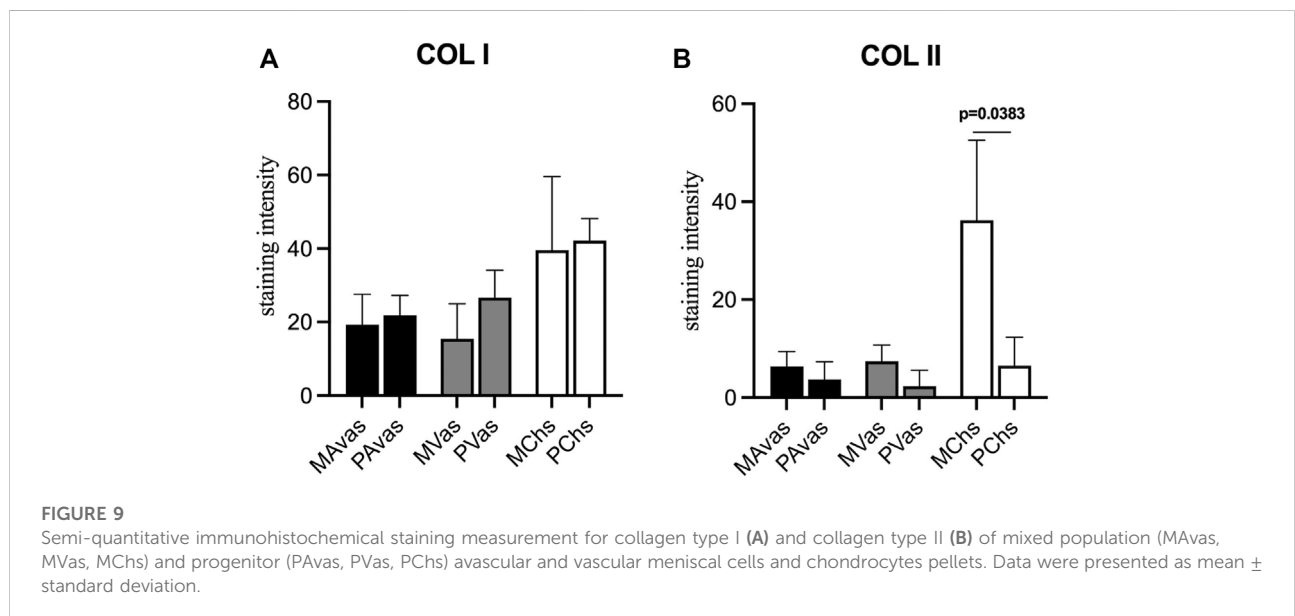 A COL I
80
60
40
20
0
staining intensity
MAvas PAvas MVas PVas MChs PChs
B COL II
60
40
20
0
staining intensity
p=0.0383
MAvas PAvas MVas PVas MChs PChs
FIGURE 9
Semi-quantitative immunohistochemical staining measurement for collagen type I (A) and collagen type II (B) of mixed population (MAvas,
MVas, MChs) and progenitor (PAvas, PVas, PChs) avascular and vascular meniscal cells and chondrocytes pellets. Data were presented as mean ±
standard deviation.